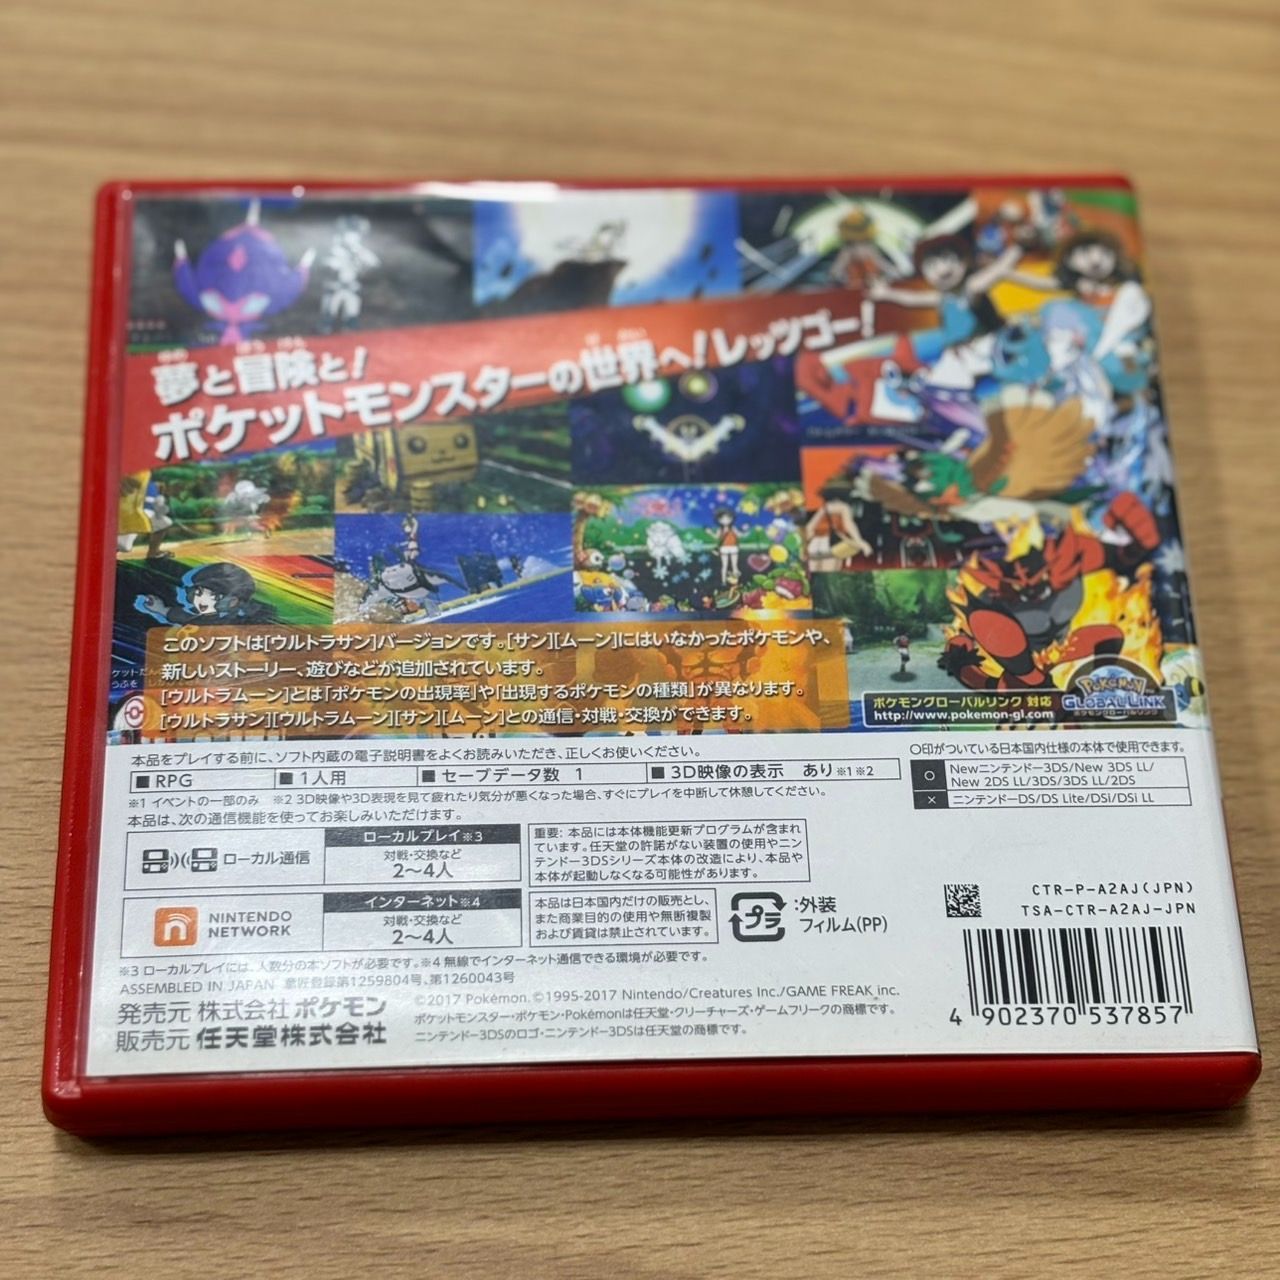 夢と冒険と!
ポケットモンスターの世界へ!レッツゴー!
このソフトは[ウルトラサン]バージョンです。[サン][ムーン]にはいなかったポケモンや、
新しいストーリー、遊びなどが追加されています。
[ウルトラムーン]とは「ポケモンの出現率」や「出現するポケモンの種類」が異なります。
[ウルトラサン][ウルトラムーン][サン][ムーン]との通信・対戦・交換ができます。
ポケモングローバルリンク 対応
http://www.pokemon-gl.com
POKéMON
GLOBAL LINK
ポケモングローバルリンク
本品をプレイする前に、ソフト内蔵の電子説明書をよくお読みいただき、正しくお使いください。
■RPG ■1人用 ■セーブデータ数 1 ■3D映像の表示 あり※1※2
※1 イベントの一部のみ ※2 3D映像や3D表現を見て疲れたり気分が悪くなった場合、すぐにプレイを中断して休憩してください。
本品は、次の通信機能を使ってお楽しみいただけます。
〇印がついている日本国内仕様の本体で使用できます。
○ Newニンテンドー3DS/New 3DS LL/
New 2DS LL/3DS/3DS LL/2DS
× ニンテンドーDS/DS Lite/DSi/DSi LL
ローカル通信
ローカルプレイ※3
対戦・交換など
2〜4人
NINTENDO
NETWORK
インターネット※4
対戦・交換など
2〜4人
重要: 本品には本体機能更新プログラムが含まれ
ています。任天堂の許諾がない装置の使用やニン
テンドー3DSシリーズ本体の改造により、本品や
本体が起動しなくなる可能性があります。
本品は日本国内だけの販売とし、
また商業目的の使用や無断複製
および賃貸は禁止されています。
プラ
:外装
フィルム(PP)
CTR-P-A2AJ(JPN)
TSA-CTR-A2AJ-JPN
4 902370 537857
※3 ローカルプレイには、人数分の本ソフトが必要です。※4 無線でインターネット通信できる環境が必要です。
ASSEMBLED IN JAPAN 意匠登録第1259804号、第1260043号
発売元 株式会社 ポケモン
販売元 任天堂株式会社
©2017 Pokémon. ©1995-2017 Nintendo/Creatures Inc./GAME FREAK inc.
ポケットモンスター・ポケモン・Pokémonは任天堂・クリーチャーズ・ゲームフリークの商標です。
ニンテンドー3DSのロゴ・ニンテンドー3DSは任天堂の商標です。